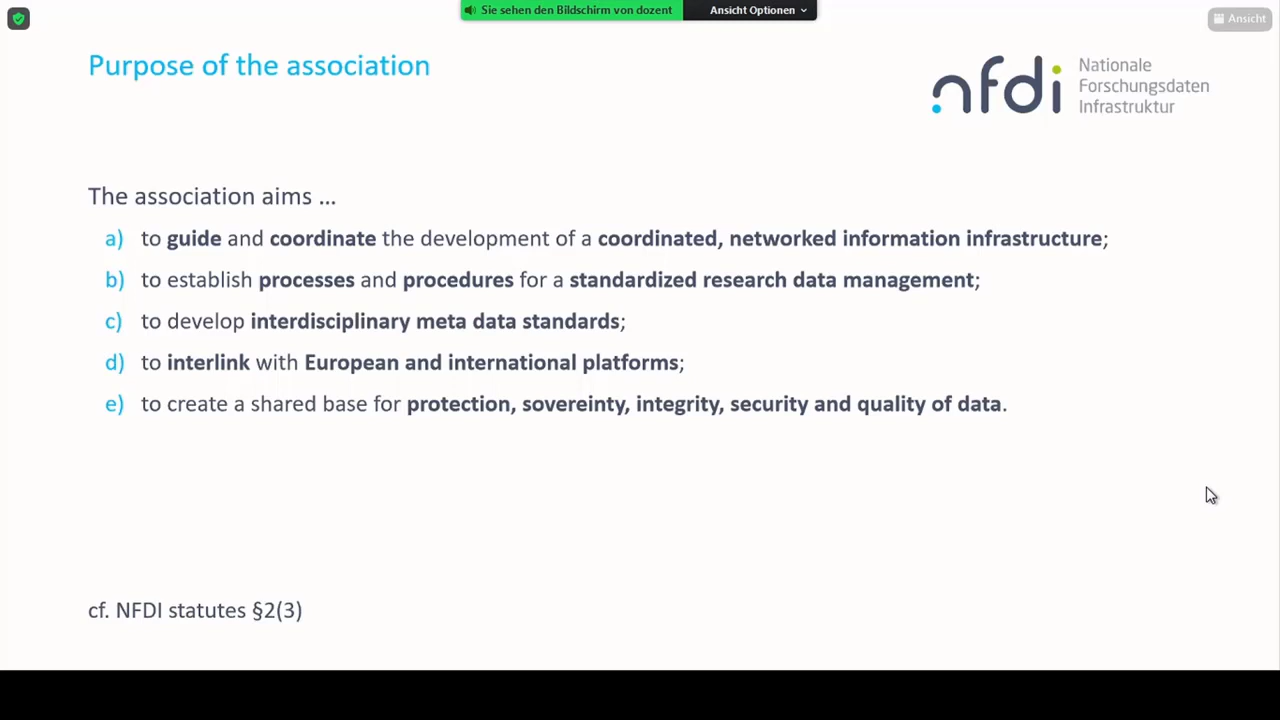 Sie sehen den Bildschirm von dozent
Ansicht Optionen
Ansicht
Purpose of the association
nfdi
Nationale
Forschungsdaten
Infrastruktur
The association aims ...
a) to guide and coordinate the development of a coordinated, networked information infrastructure;
b) to establish processes and procedures for a standardized research data management;
c) to develop interdisciplinary meta data standards;
d) to interlink with European and international platforms;
e) to create a shared base for protection, sovereinty, integrity, security and quality of data.
cf. NFDI statutes §2(3)